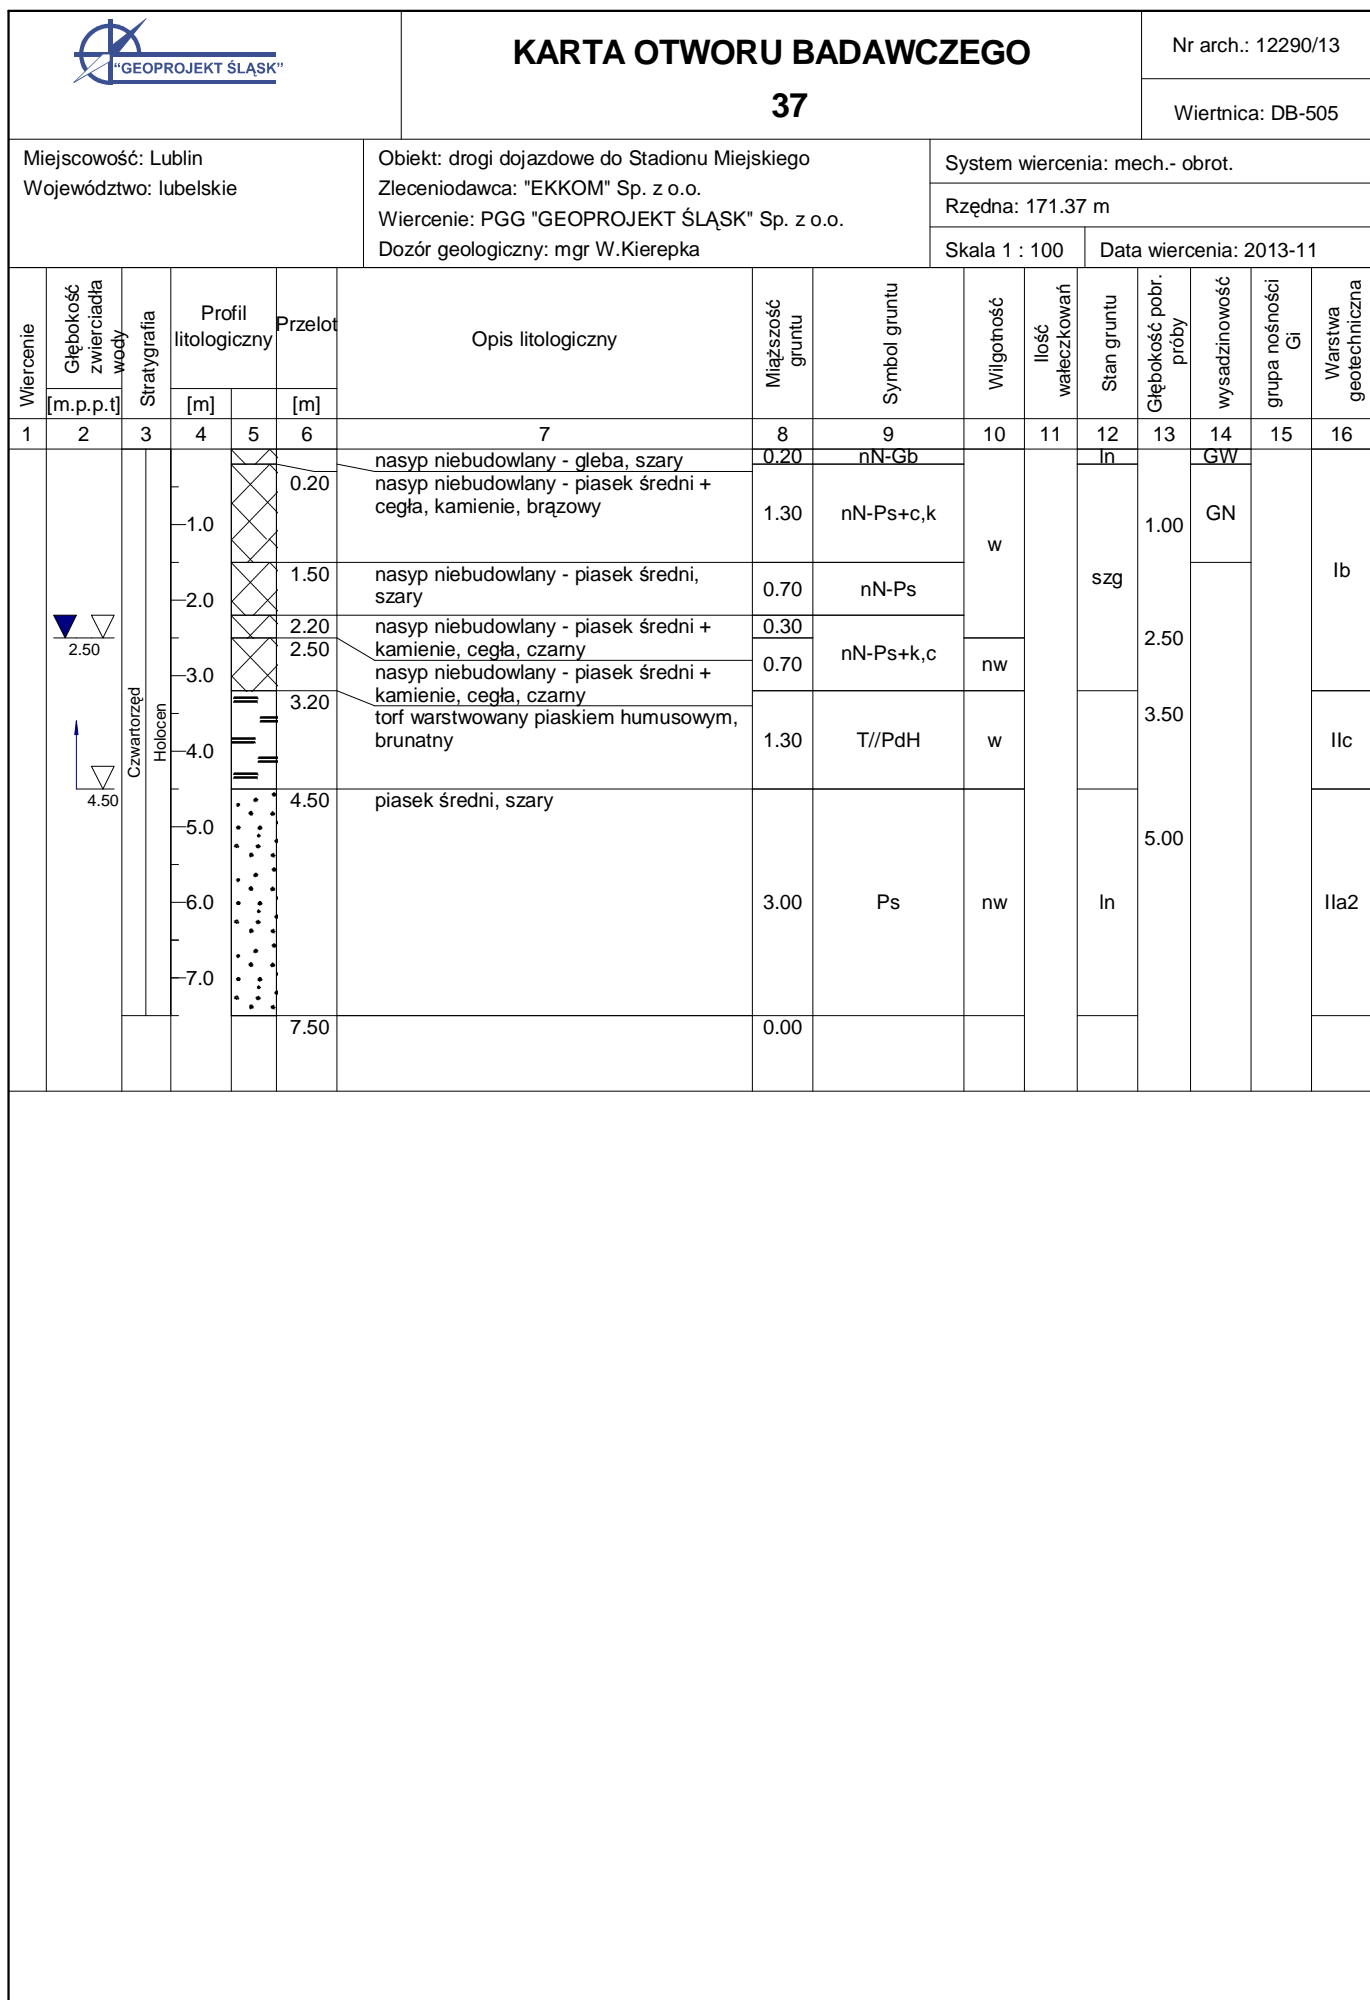 "GEOPROJEKT ŚLĄSK"
KARTA OTWORU BADAWCZEGO
37
Nr arch.: 12290/13
Wiertnica: DB-505
Miejscowość: Lublin
Województwo: lubelskie
Obiekt: drogi dojazdowe do Stadionu Miejskiego
Zleceniodawca: "EKKOM" Sp. z o.o.
Wiercenie: PGG "GEOPROJEKT ŚLĄSK" Sp. z o.o.
Dozór geologiczny: mgr W.Kierepka
System wiercenia: mech.- obrot.
Rzędna: 171.37 m
Skala 1 : 100
Data wiercenia: 2013-11
Wiercenie
Głębokość
zwierciadła
wody
[m.p.p.t]
Stratygrafia
Profil
litologiczny
[m]
Przelot
[m]
Opis litologiczny
Miąższość
gruntu
Symbol gruntu
Wilgotność
Ilość
wałeczkowań
Stan gruntu
Głębokość pobr.
próby
wysadzinowość
grupa nośności
Gi
Warstwa
geotechniczna
1 2 3 4 5 6 7 8 9 10 11 12 13 14 15 16
nasyp niebudowlany - gleba, szary 0.20 nN-Gb ln GW
0.20 nasyp niebudowlany - piasek średni +
cegła, kamienie, brązowy
1.0 1.30 nN-Ps+c,k w 1.00 GN
1.50 nasyp niebudowlany - piasek średni,
szary
2.0 0.70 nN-Ps szg Ib
2.20 nasyp niebudowlany - piasek średni +
kamienie, cegła, czarny
0.30
2.50
2.50 nasyp niebudowlany - piasek średni +
kamienie, cegła, czarny
3.0 0.70 nN-Ps+k,c nw 2.50
3.20 torf warstwowany piaskiem humusowym,
brunatny
Czwartorzęd
Holocen
4.0 1.30 T//PdH w 3.50 IIc
4.50
4.50 piasek średni, szary
5.0 5.00
6.0 3.00 Ps nw ln IIa2
7.0
7.50 0.00